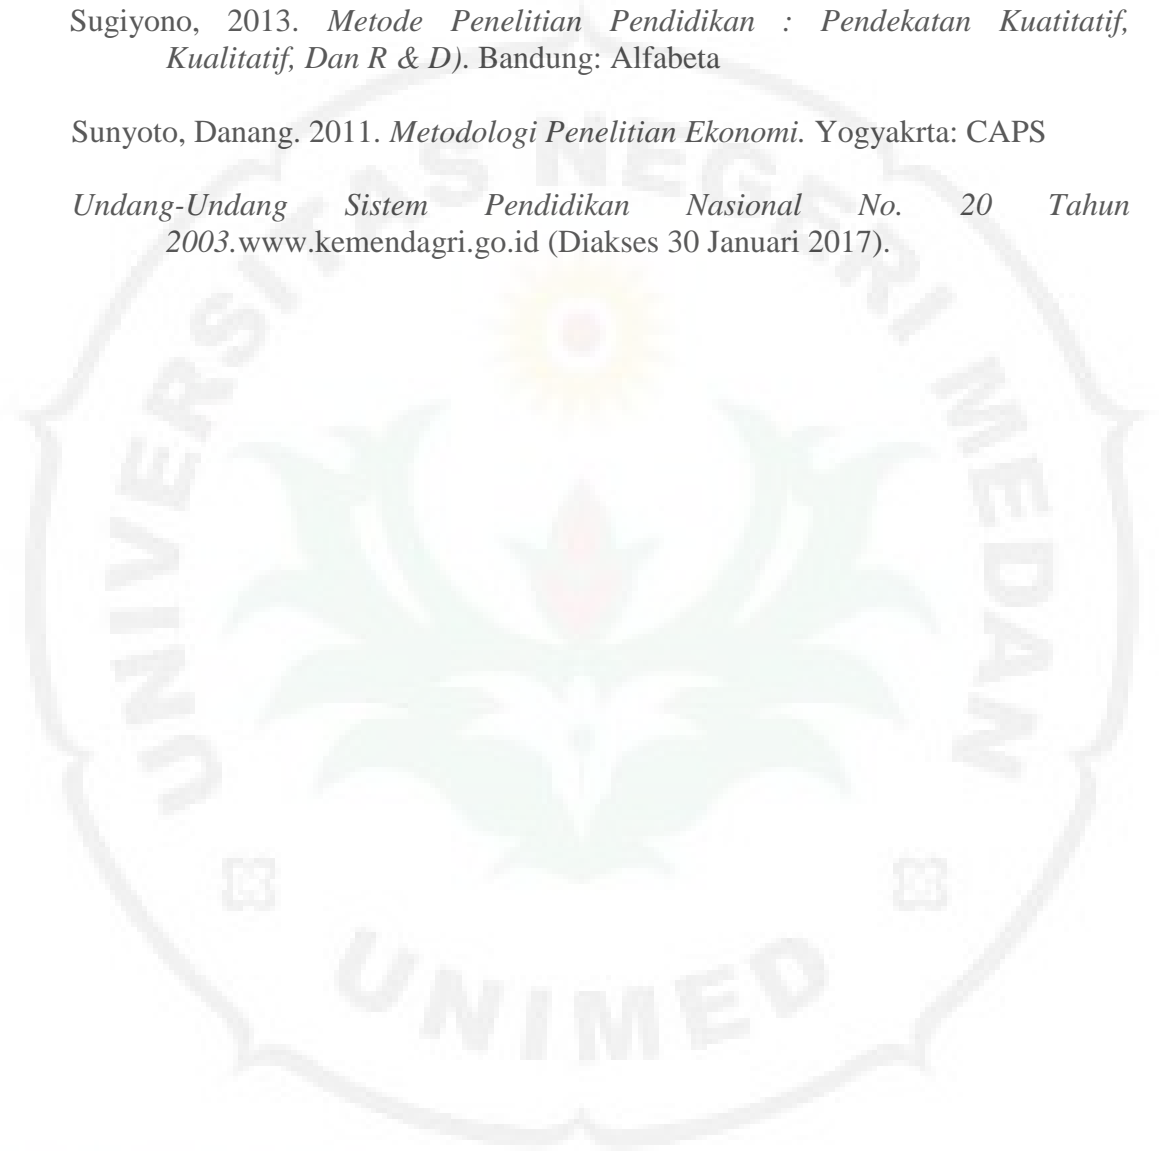 Sugiyono, 2013. Metode Penelitian Pendidikan : Pendekatan Kuatitatif,
Kualitatif, Dan R & D). Bandung: Alfabeta
Sunyoto, Danang. 2011. Metodologi Penelitian Ekonomi. Yogyakrta: CAPS
Undang-Undang Sistem Pendidikan Nasional No. 20 Tahun
2003.www.kemendagri.go.id (Diakses 30 Januari 2017).
UNIVERSITAS NEGERI MEDAN
UNIMED